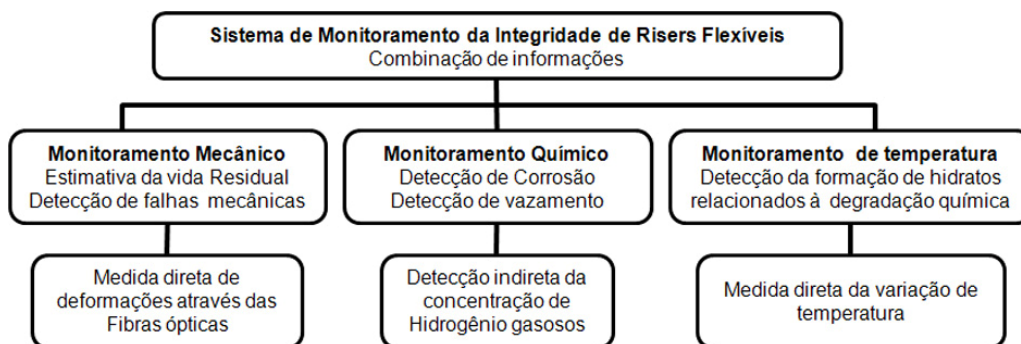 Sistema de Monitoramento da Integridade de Risers Flexíveis
Combinação de informações
Monitoramento Mecânico
Estimativa da vida Residual
Detecção de falhas mecânicas
Monitoramento Químico
Detecção de Corrosão
Detecção de vazamento
Monitoramento de temperatura
Detecção da formação de hidratos
relacionados à degradação química
Medida direta de
deformações através das
Fibras ópticas
Detecção indireta da
concentração de
Hidrogênio gasosos
Medida direta da variação de
temperatura